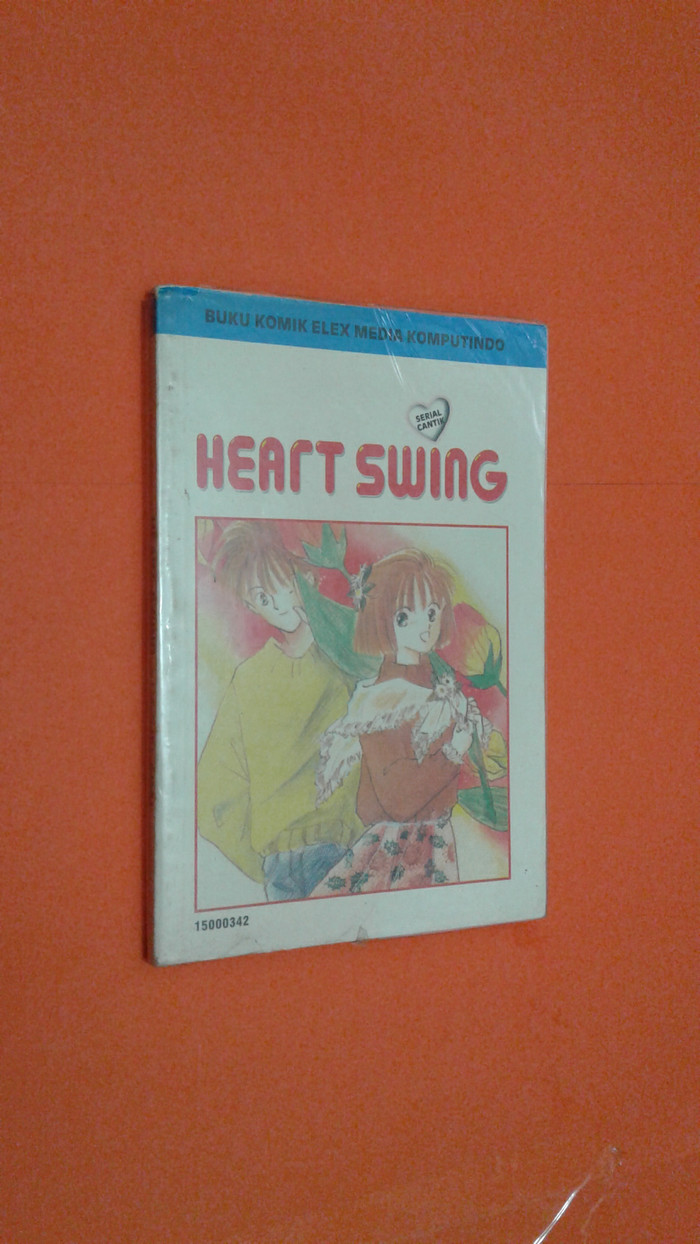 BUKU KOMIK ELEX MEDIA KOMPUTINDO
SERIAL
CANTIK
HEART SWING
15000342